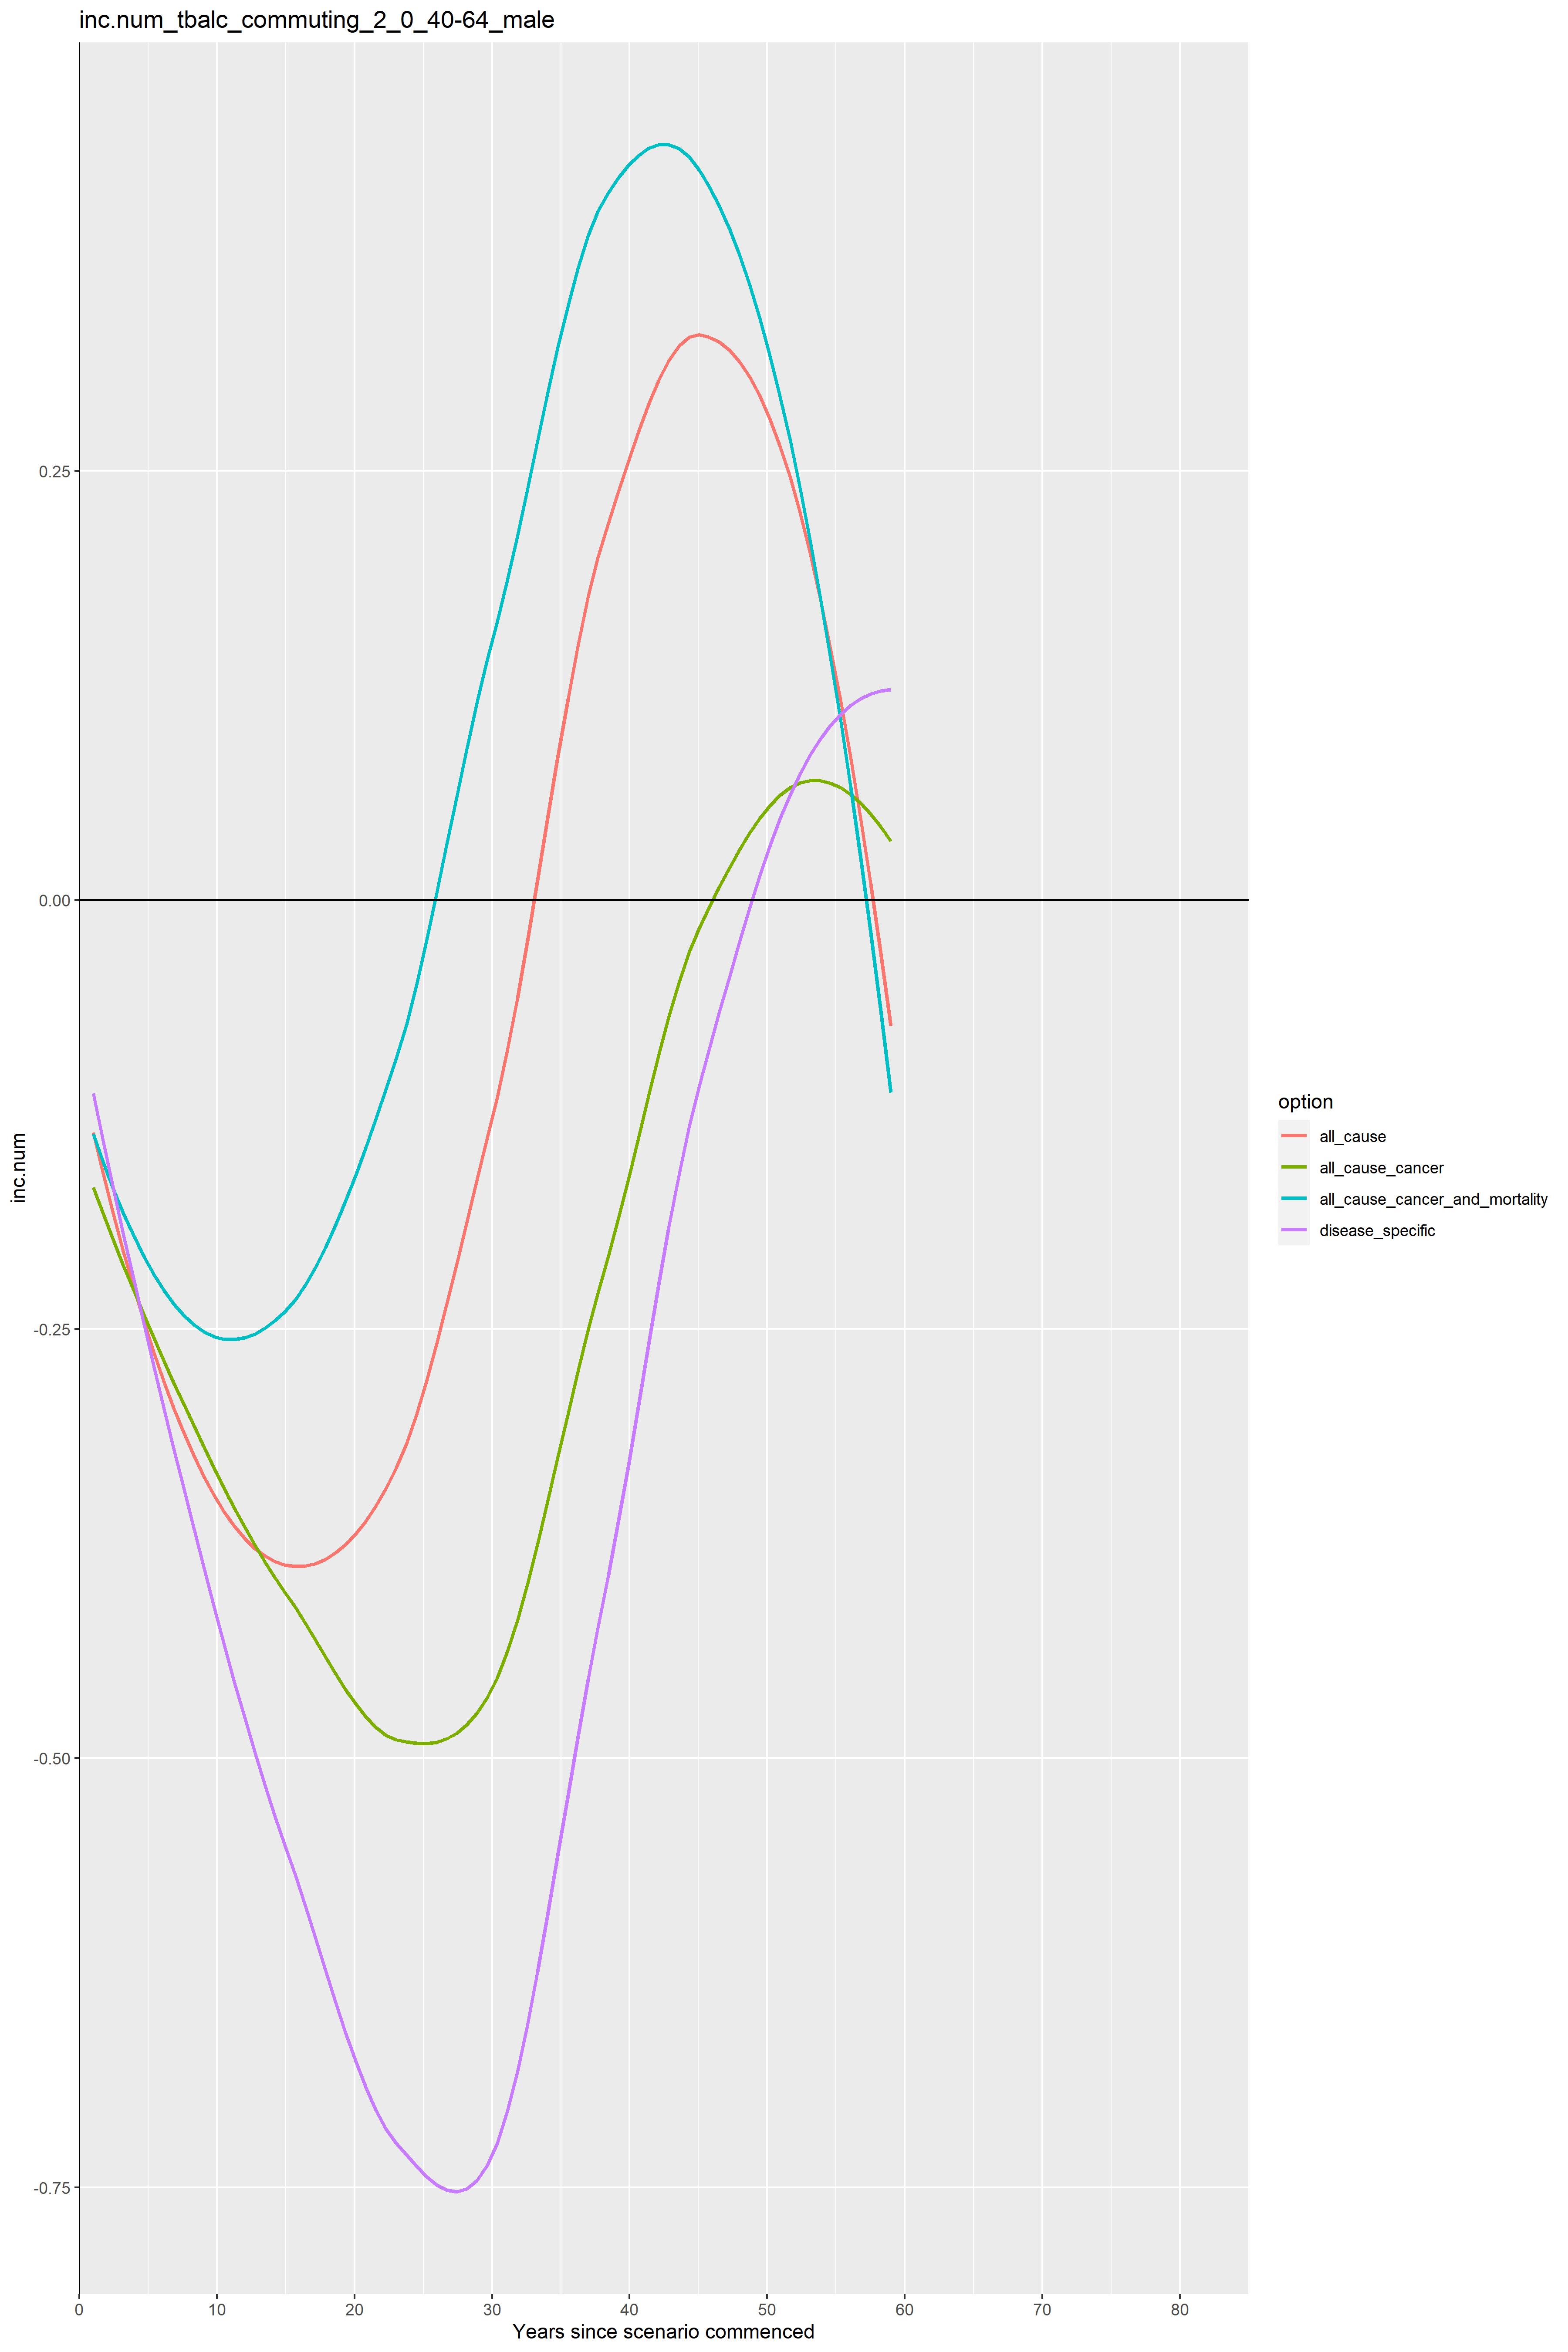 inc.num_tbalc_commuting_2_0_40-64_male
0.25
0.00
-0.25
-0.50
-0.75
inc.num
0 10 20 30 40 50 60 70 80
Years since scenario commenced
option
all_cause
all_cause_cancer
all_cause_cancer_and_mortality
disease_specific